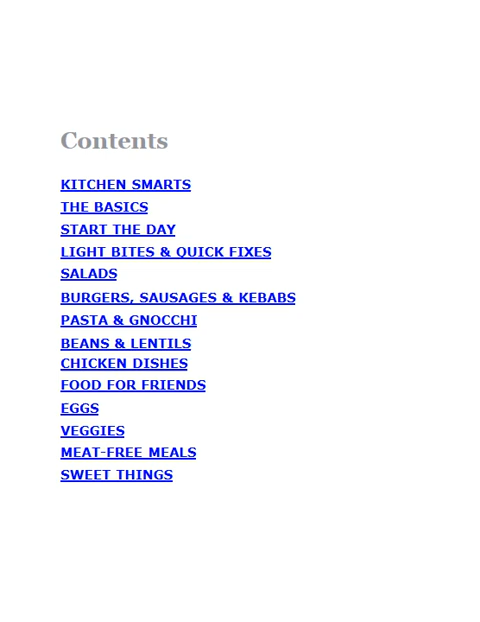 Contents
KITCHEN SMARTS
THE BASICS
START THE DAY
LIGHT BITES & QUICK FIXES
SALADS
BURGERS, SAUSAGES & KEBABS
PASTA & GNOCCHI
BEANS & LENTILS
CHICKEN DISHES
FOOD FOR FRIENDS
EGGS
VEGGIES
MEAT-FREE MEALS
SWEET THINGS